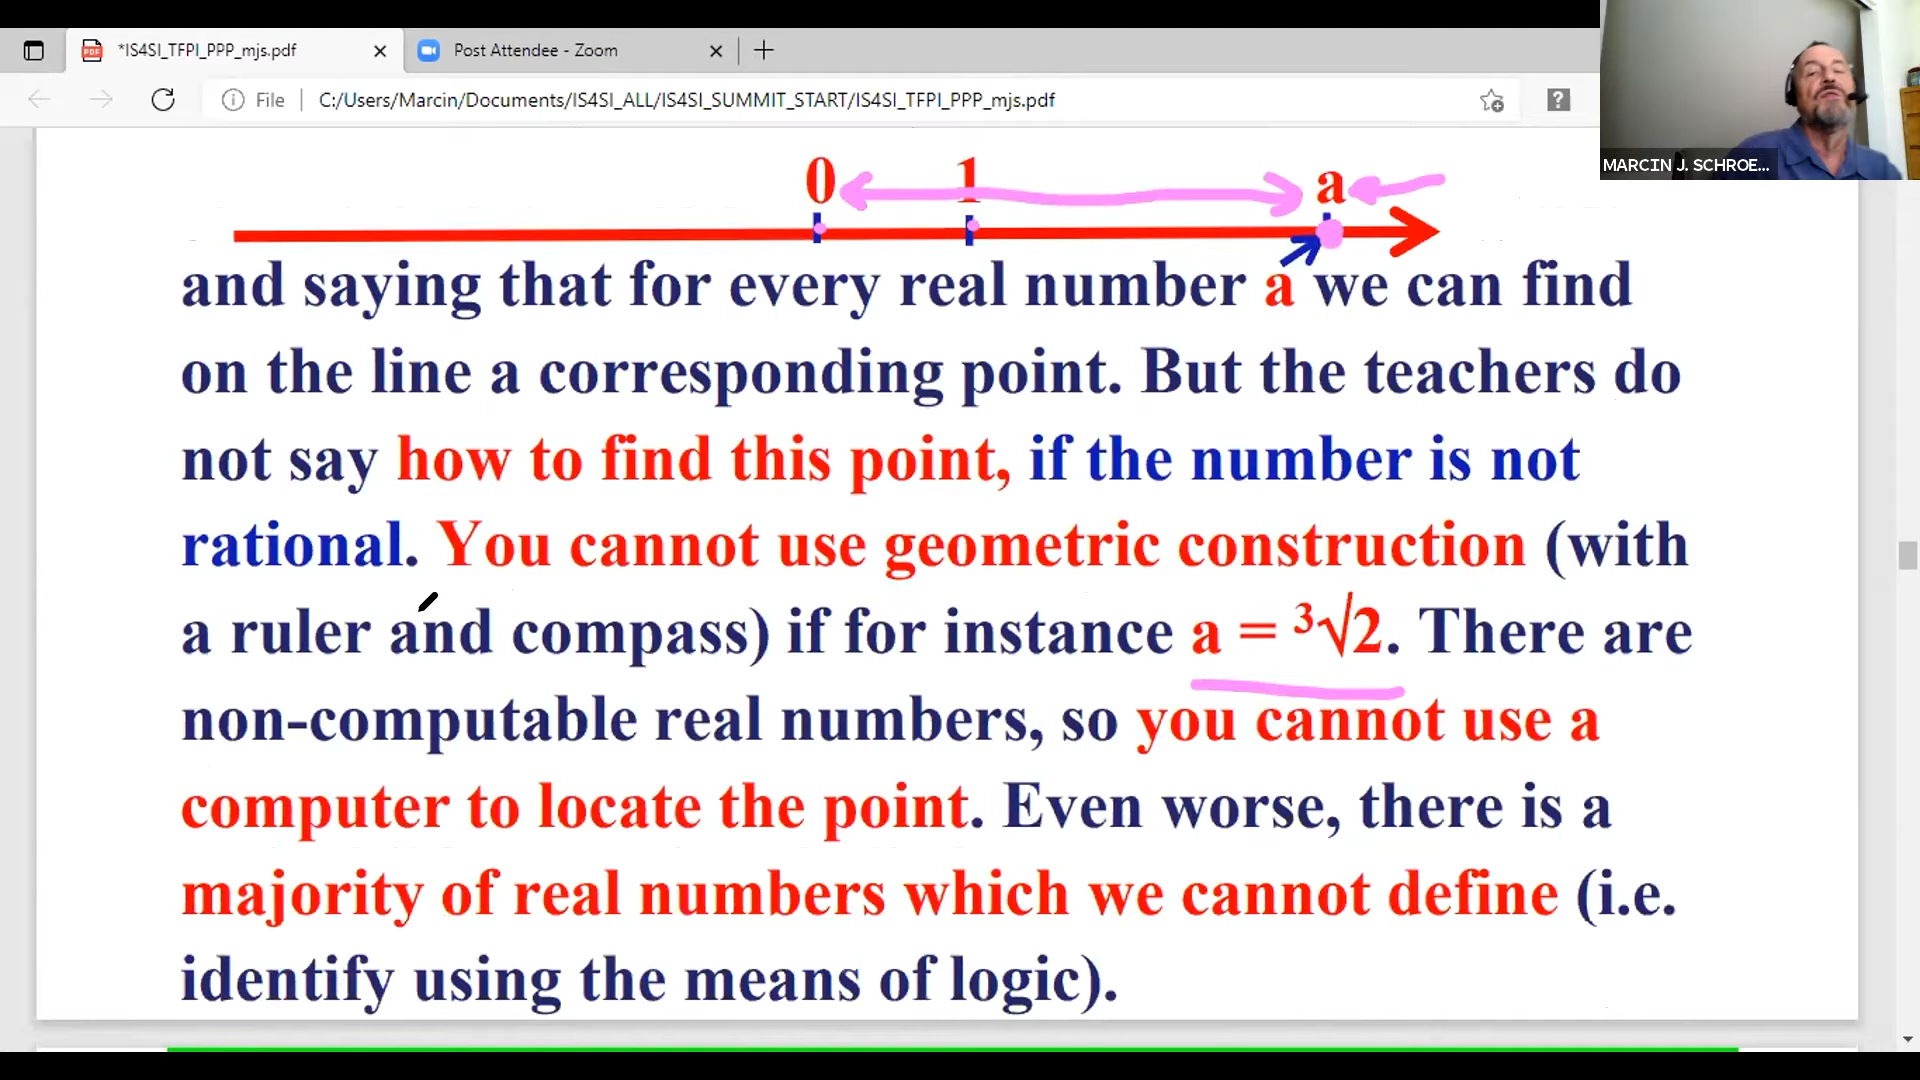 *IS4SI_TFPI_PPP_mjs.pdf
Post Attendee - Zoom
File
C:/Users/Marcin/Documents/IS4SI_ALL/IS4SI_SUMMIT_START/IS4SI_TFPI_PPP_mjs.pdf
MARCIN J. SCHROE...
0 1 a
and saying that for every real number a we can find
on the line a corresponding point. But the teachers do
not say how to find this point, if the number is not
rational. You cannot use geometric construction (with
a ruler and compass) if for instance a = ³√2. There are
non-computable real numbers, so you cannot use a
computer to locate the point. Even worse, there is a
majority of real numbers which we cannot define (i.e.
identify using the means of logic).